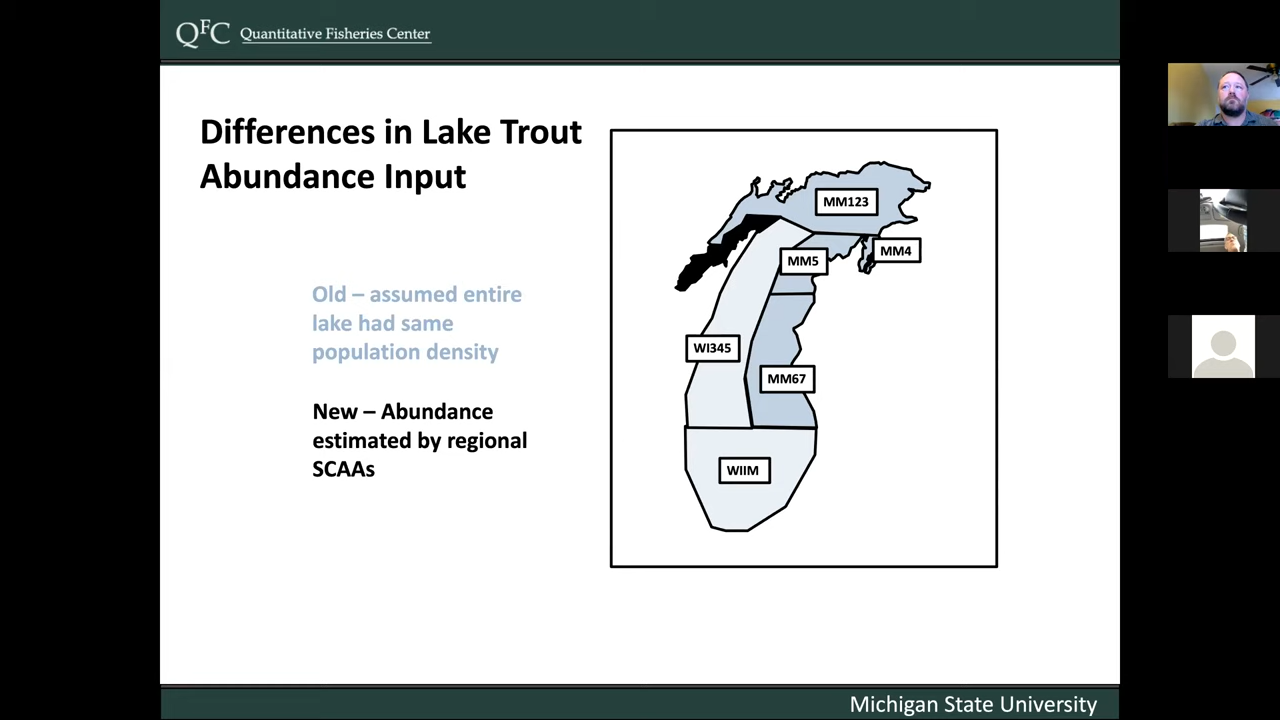 QFC Quantitative Fisheries Center
Differences in Lake Trout
Abundance Input
Old – assumed entire
lake had same
population density
New – Abundance
estimated by regional
SCAAs
MM123
MM4
MM5
WI345
MM67
WIIM
Michigan State University